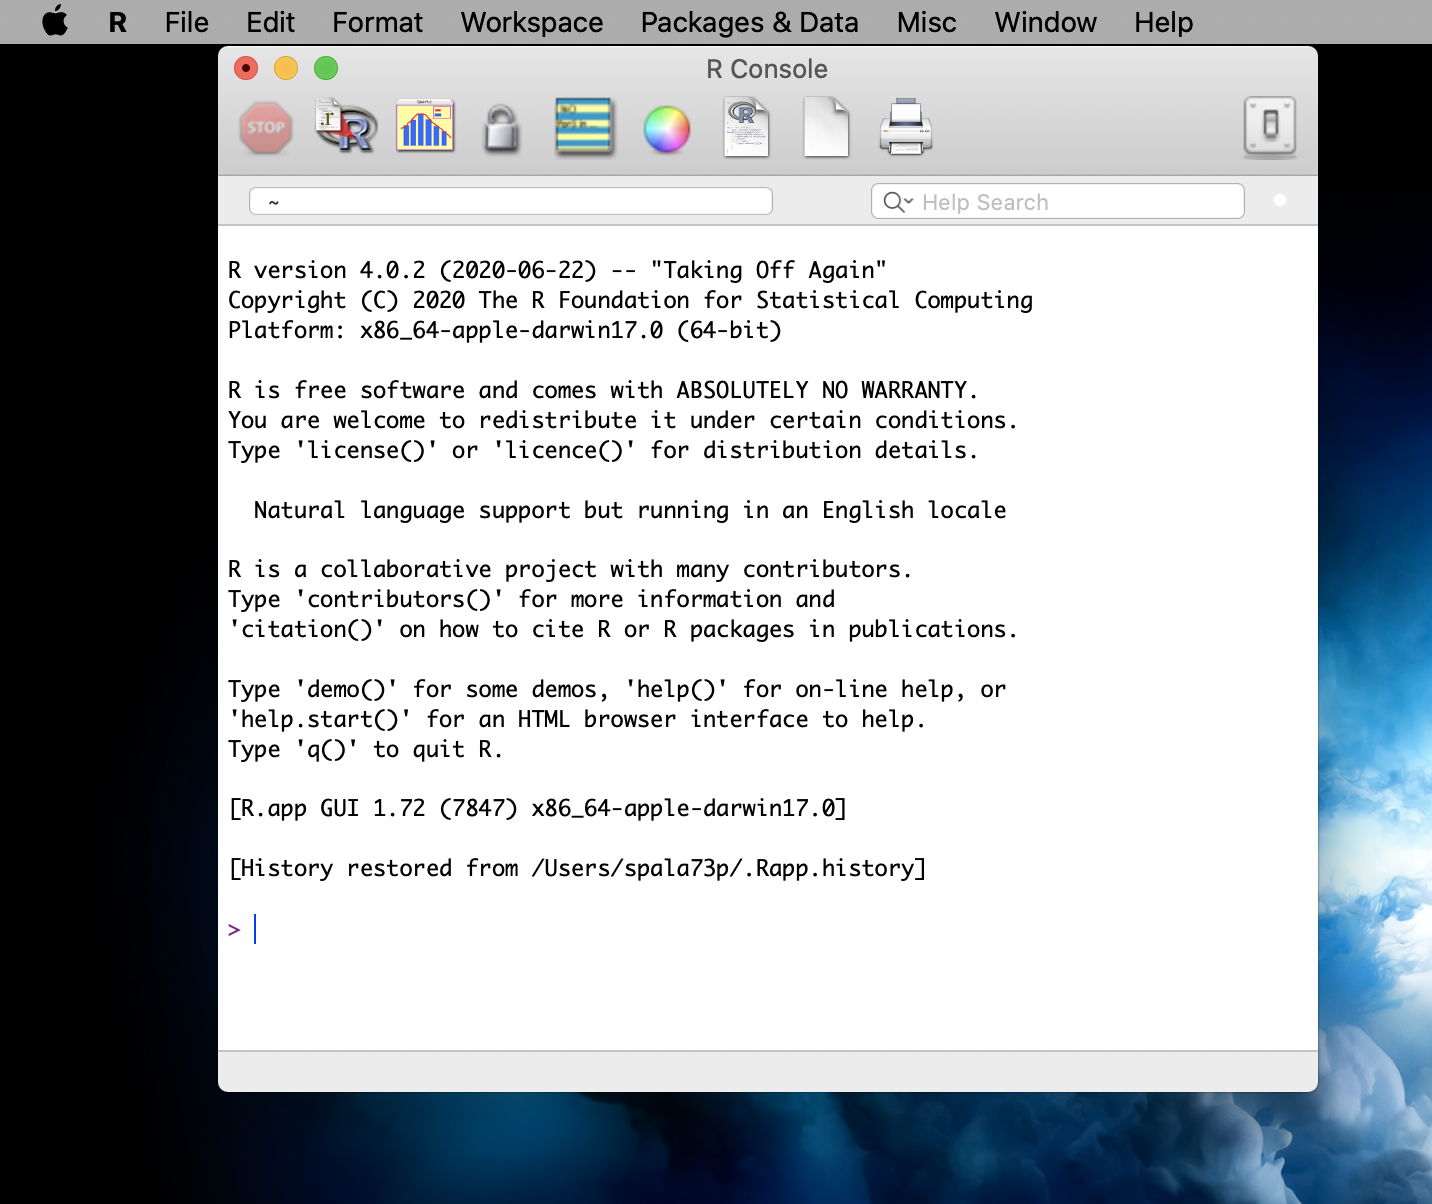 R File Edit Format Workspace Packages & Data Misc Window Help
R Console
STOP
~
Help Search
R version 4.0.2 (2020-06-22) -- "Taking Off Again"
Copyright (C) 2020 The R Foundation for Statistical Computing
Platform: x86_64-apple-darwin17.0 (64-bit)
R is free software and comes with ABSOLUTELY NO WARRANTY.
You are welcome to redistribute it under certain conditions.
Type 'license()' or 'licence()' for distribution details.
Natural language support but running in an English locale
R is a collaborative project with many contributors.
Type 'contributors()' for more information and
'citation()' on how to cite R or R packages in publications.
Type 'demo()' for some demos, 'help()' for on-line help, or
'help.start()' for an HTML browser interface to help.
Type 'q()' to quit R.
[R.app GUI 1.72 (7847) x86_64-apple-darwin17.0]
[History restored from /Users/spala73p/.Rapp.history]
>